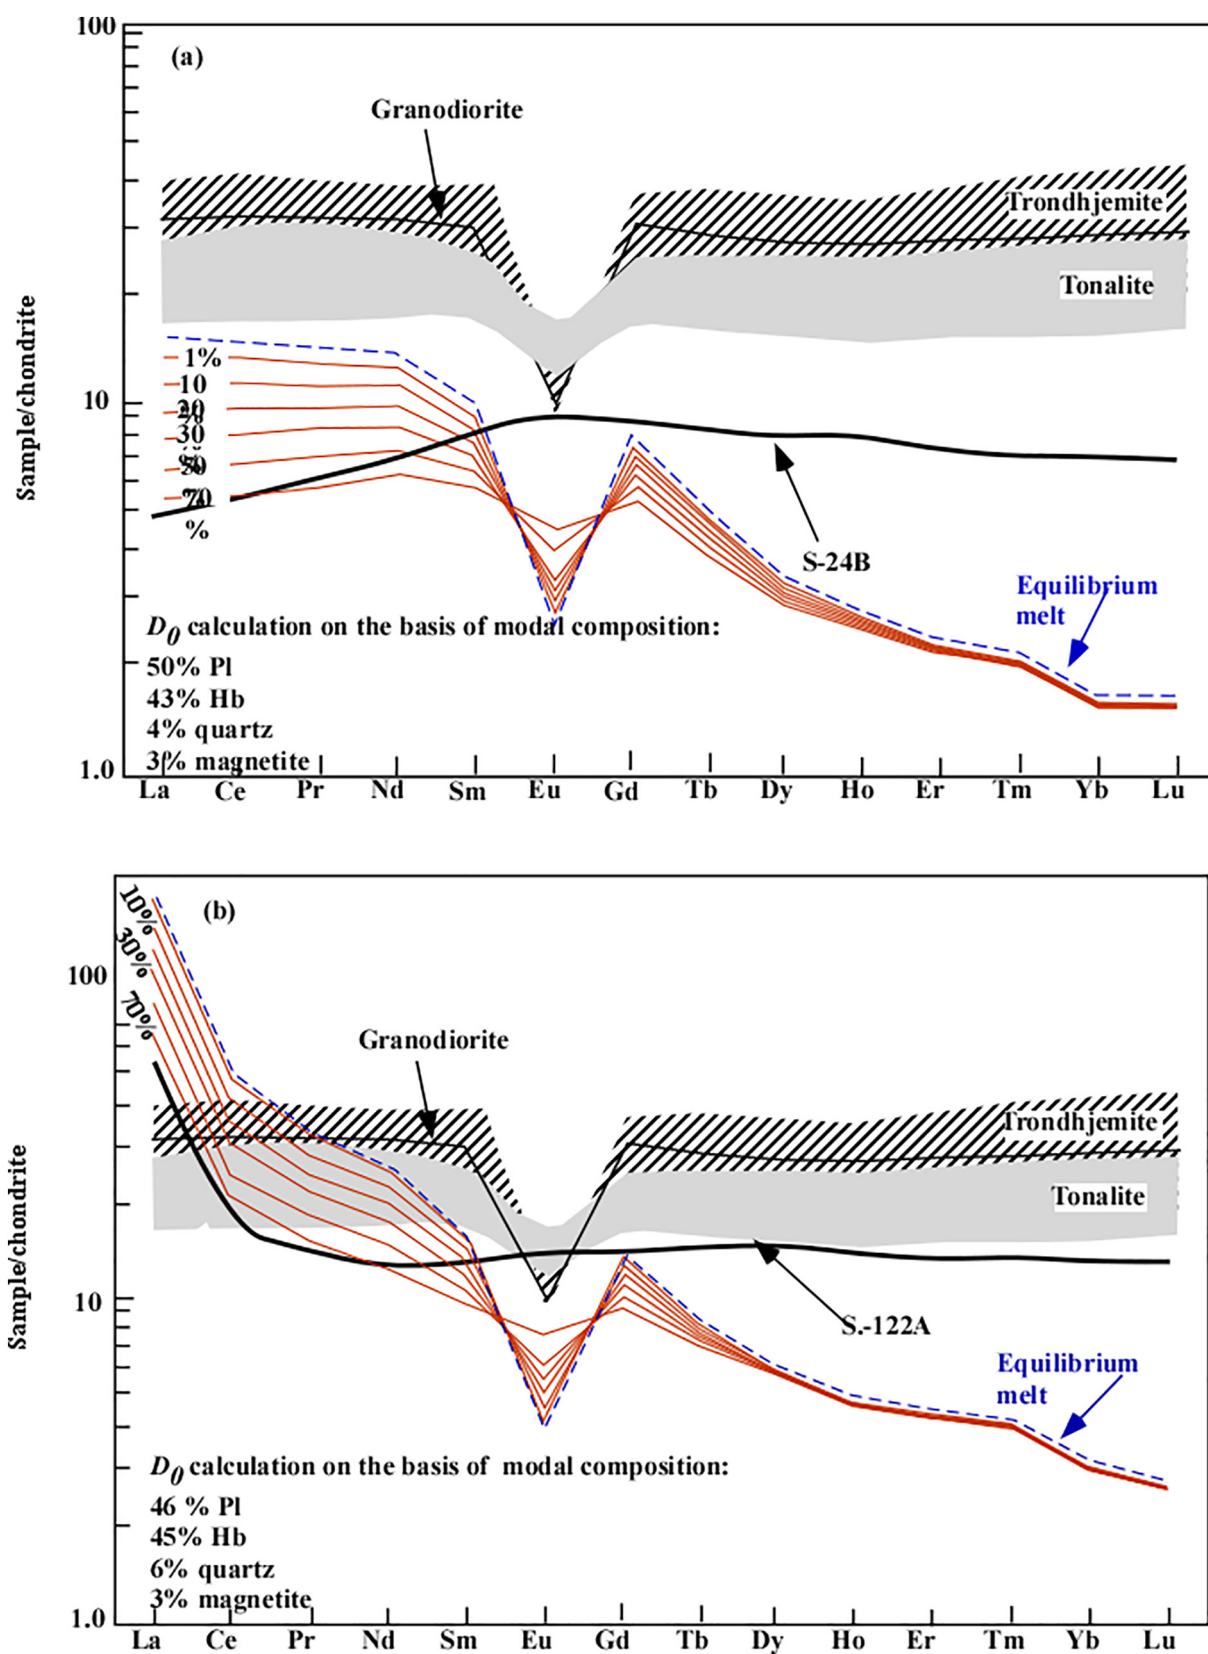 100
(a)
Granodiorite
Trondhjemite
Tonalite
Sample/chondrite
1%
10
10
20
30
50
70
%
S-24B
Equilibrium
melt
D0 calculation on the basis of modal composition:
50% Pl
43% Hb
4% quartz
3% magnetite
1.0
La Ce Pr Nd Sm Eu Gd Tb Dy Ho Er Tm Yb Lu
10%
(b)
30%
100
70%
Granodiorite
Trondhjemite
Tonalite
Sample/chondrite
10
S.-122A
Equilibrium
melt
D0 calculation on the basis of modal composition:
46 % Pl
45% Hb
6% quartz
3% magnetite
1.0
La Ce Pr Nd Sm Eu Gd Tb Dy Ho Er Tm Yb Lu